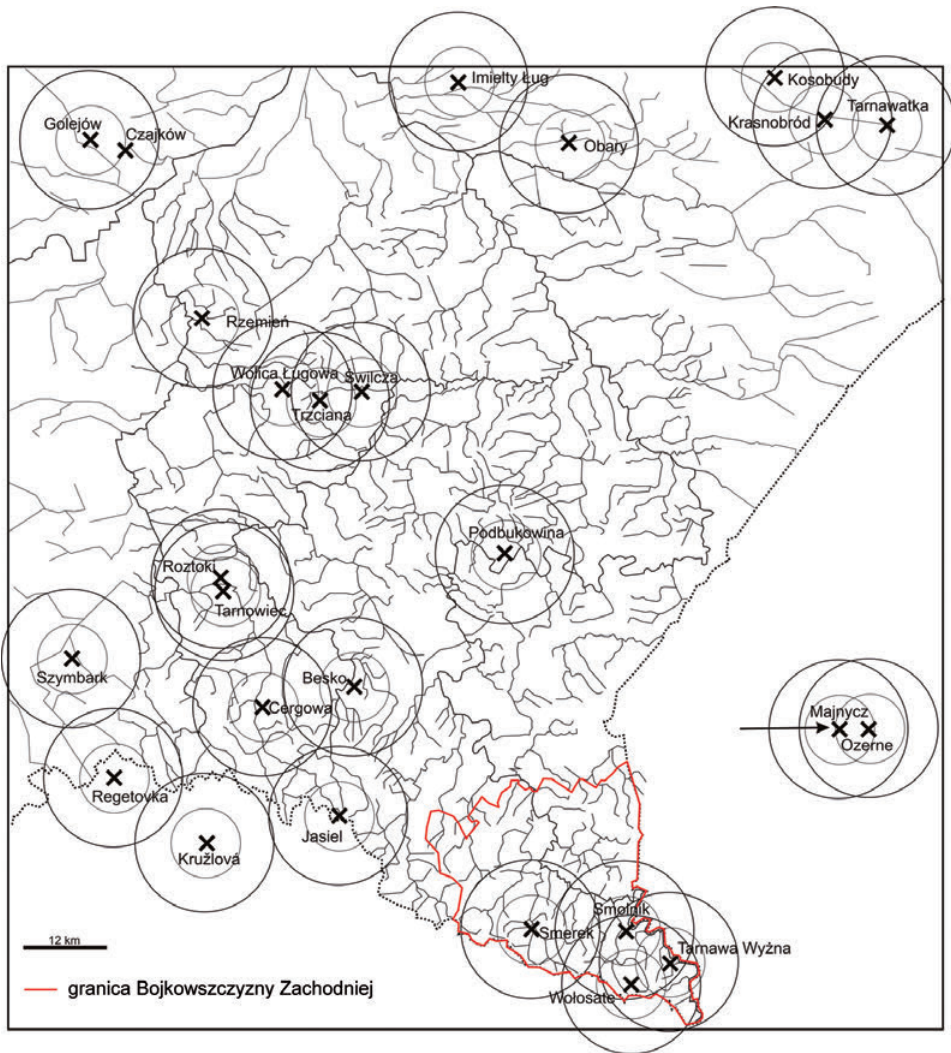 Imielty Ług
Kosobudy
Tarnawatka
Krasnobród
Golejów
Czajków
Obary
Rzemień
Wolica Ługowa
Świlcza
Trzciana
Podbukowina
Roztoki
Tarnowiec
Szymbark
Besko
Cergowa
Majnycz
Ozerne
Regetovka
Jasiel
Kružlová
Smolnik
Smerek
Tarnawa Wyżna
Wołosate
12 km
granica Bojkowszczyzny Zachodniej